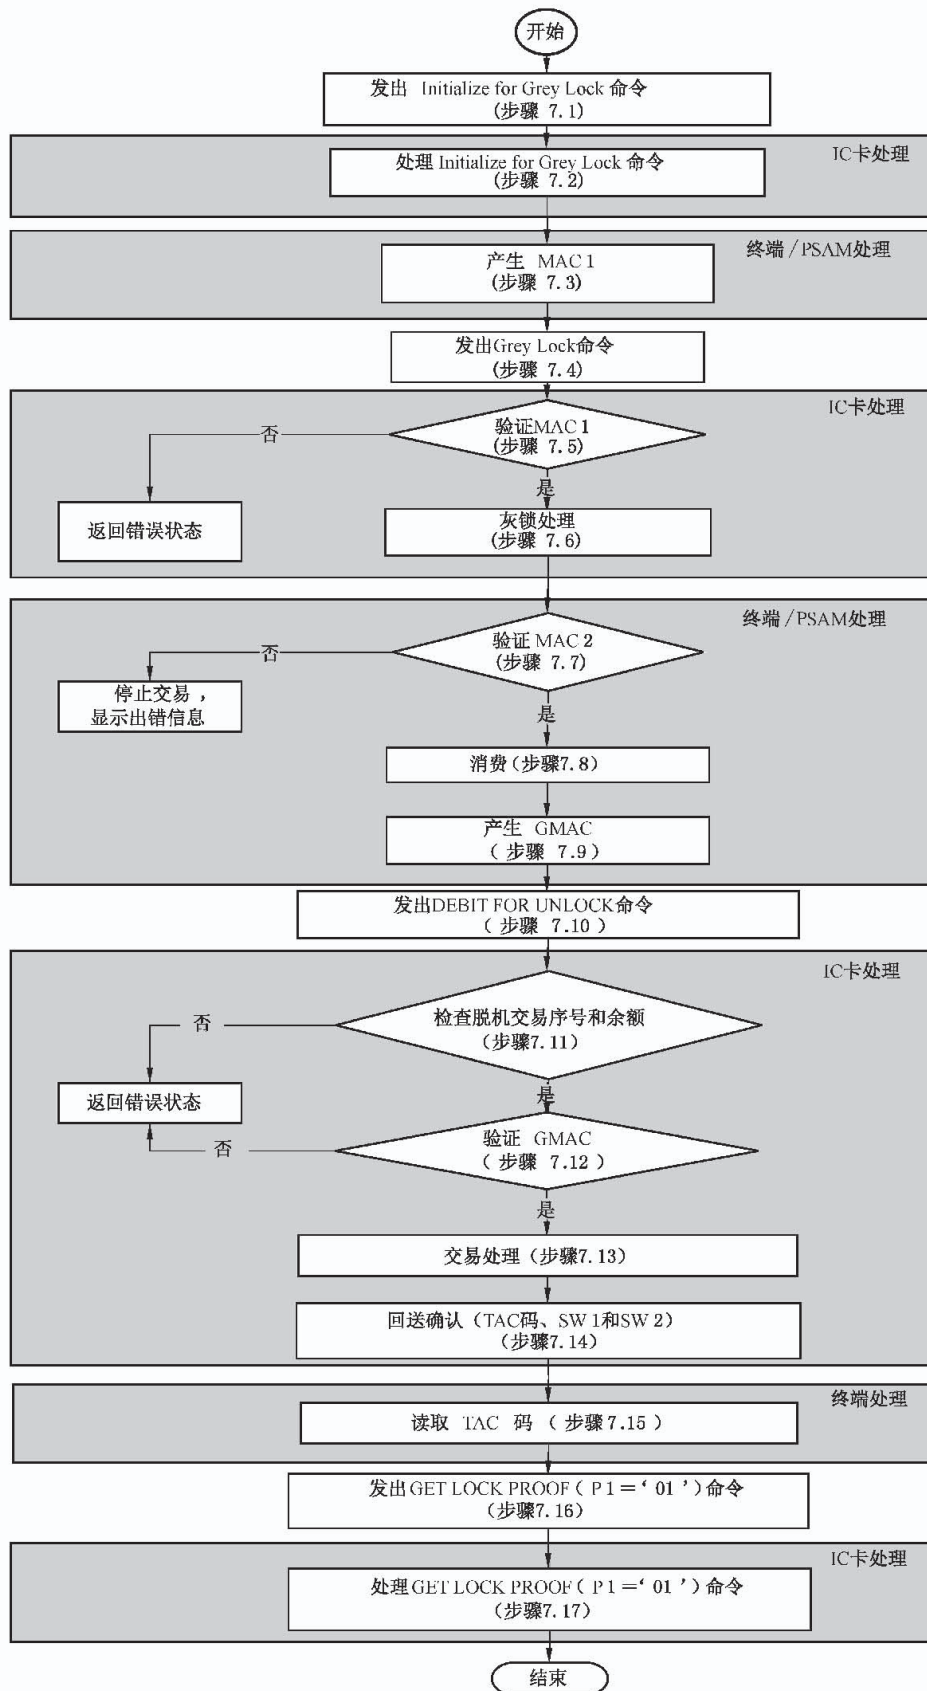 开始
发出 Initialize for Grey Lock 命令
(步骤 7.1)
IC卡处理
处理 Initialize for Grey Lock 命令
(步骤 7.2)
终端/PSAM处理
产生 MAC 1
(步骤 7.3)
发出Grey Lock命令
(步骤 7.4)
IC卡处理
验证MAC 1
(步骤 7.5)
否
是
返回错误状态
灰锁处理
(步骤 7.6)
终端/PSAM处理
验证 MAC 2
(步骤 7.7)
否
停止交易，
显示出错信息
是
消费(步骤7.8)
产生 GMAC
( 步骤 7.9 )
发出DEBIT FOR UNLOCK命令
( 步骤 7.10 )
IC卡处理
检查脱机交易序号和余额
(步骤7.11)
否
是
返回错误状态
验证 GMAC
( 步骤 7.12 )
否
是
交易处理(步骤7.13)
回送确认(TAC码、SW 1和SW 2)
(步骤7.14)
终端处理
读取 TAC 码 ( 步骤7.15 )
发出GET LOCK PROOF ( P 1 = ‘ 01 ’ ) 命令
(步骤7.16)
IC卡处理
处理 GET LOCK PROOF ( P 1 = ‘ 01 ’ ) 命令
(步骤7.17)
结束